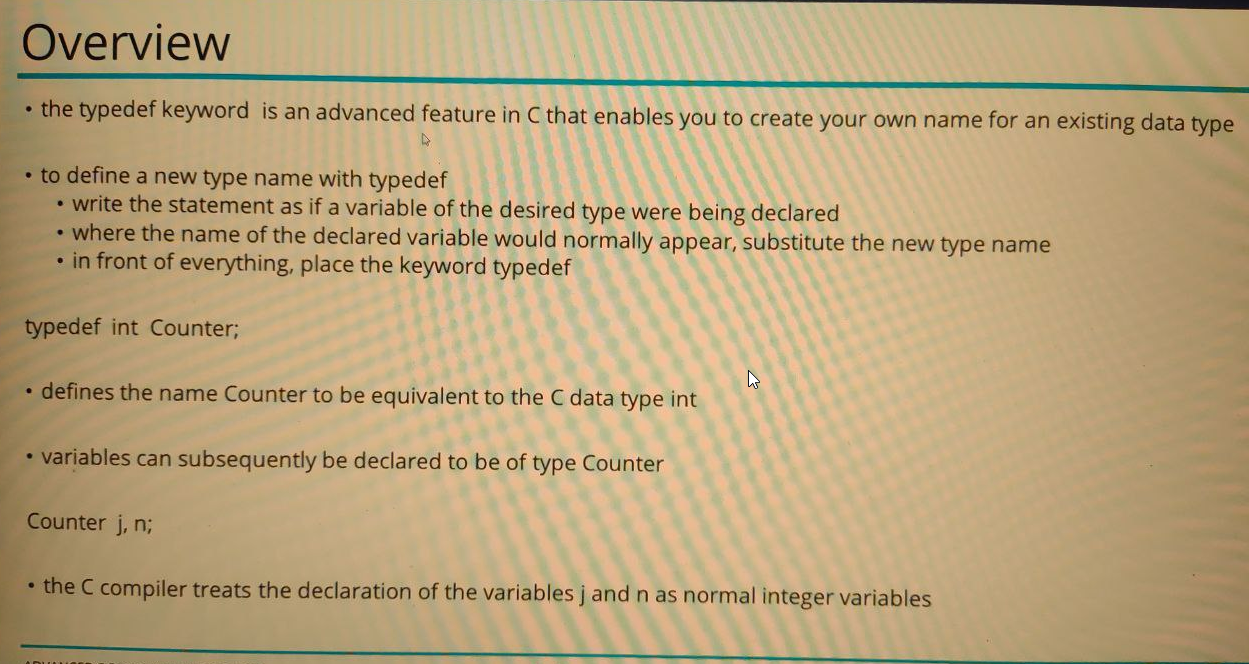 Overview
• the typedef keyword is an advanced feature in C that enables you to create your own name for an existing data type
• to define a new type name with typedef
• write the statement as if a variable of the desired type were being declared
• where the name of the declared variable would normally appear, substitute the new type name
• in front of everything, place the keyword typedef
typedef int Counter;
• defines the name Counter to be equivalent to the C data type int
• variables can subsequently be declared to be of type Counter
Counter j, n;
• the C compiler treats the declaration of the variables j and n as normal integer variables